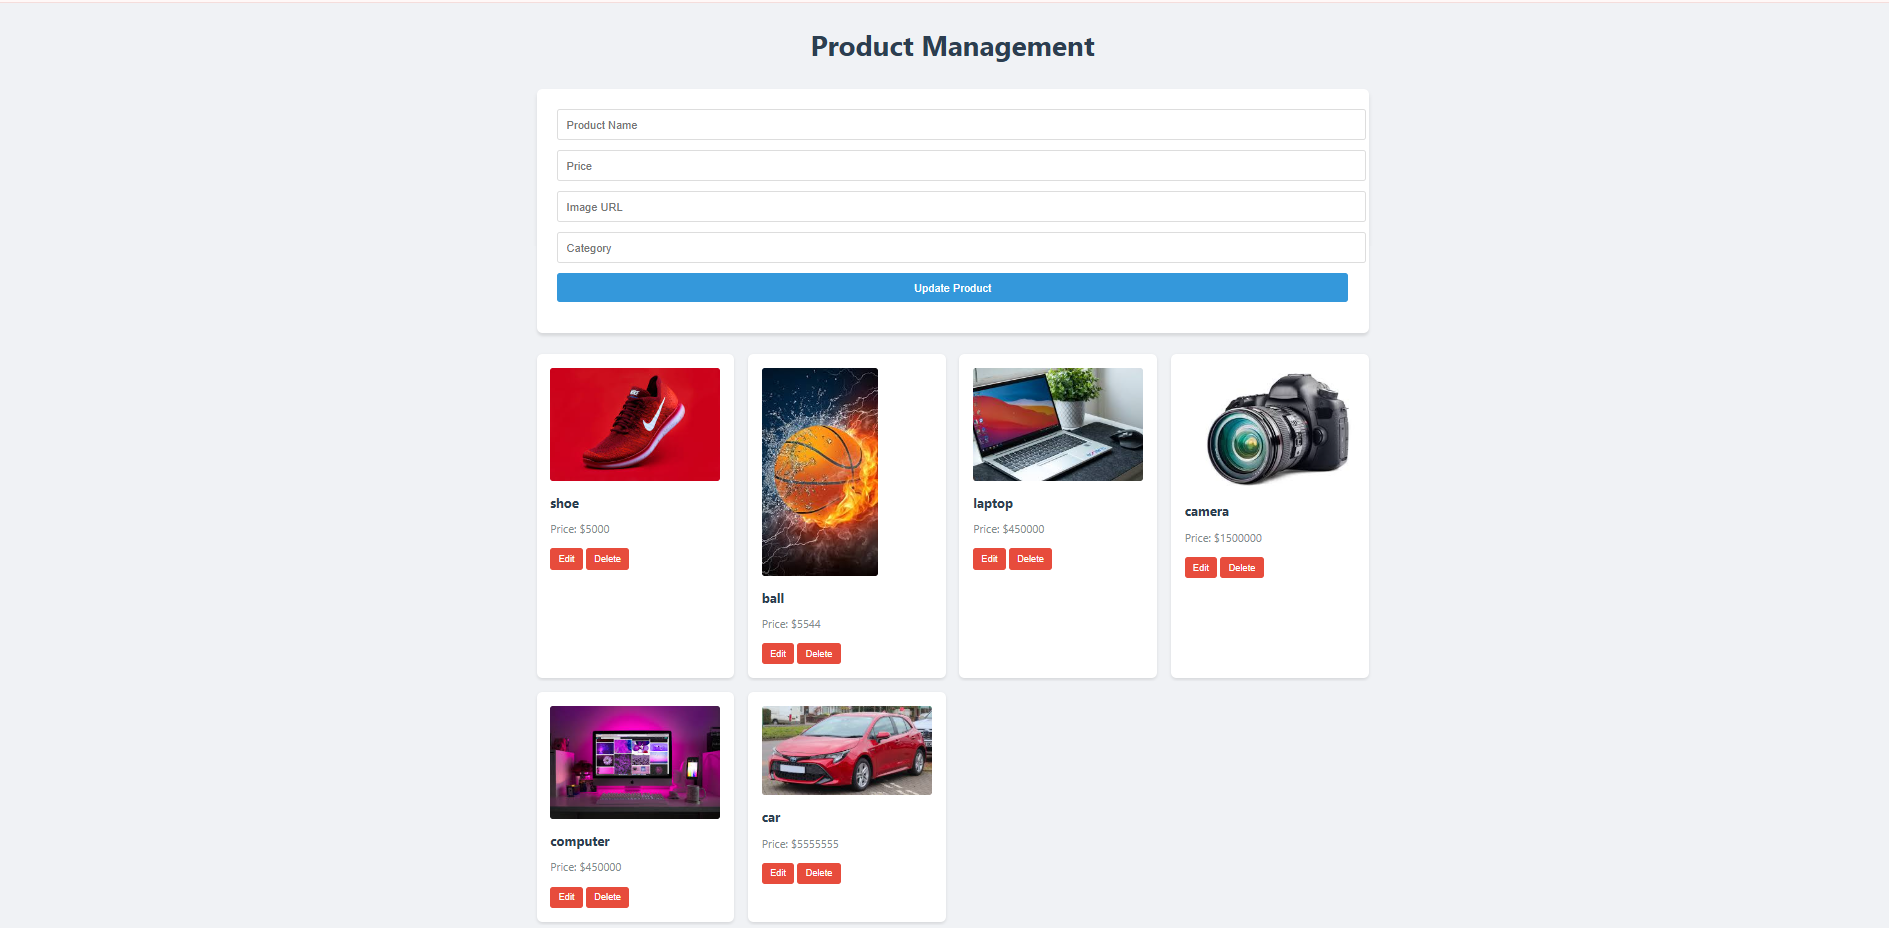 Product Management
Product Name
Price
Image URL
Category
Update Product
shoe
Price: $5000
Edit Delete
ball
Price: $5544
Edit Delete
laptop
Price: $450000
Edit Delete
camera
Price: $1500000
Edit Delete
computer
Price: $450000
Edit Delete
car
Price: $5555555
Edit Delete